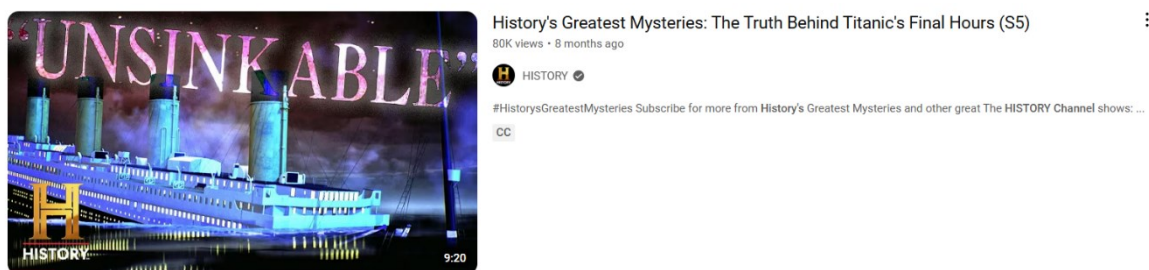 "UNSINKABLE"
H
HISTORY
9:20
History's Greatest Mysteries: The Truth Behind Titanic's Final Hours (S5)
80K views • 8 months ago
H HISTORY
#HistorysGreatestMysteries Subscribe for more from History's Greatest Mysteries and other great The HISTORY Channel shows: ...
CC